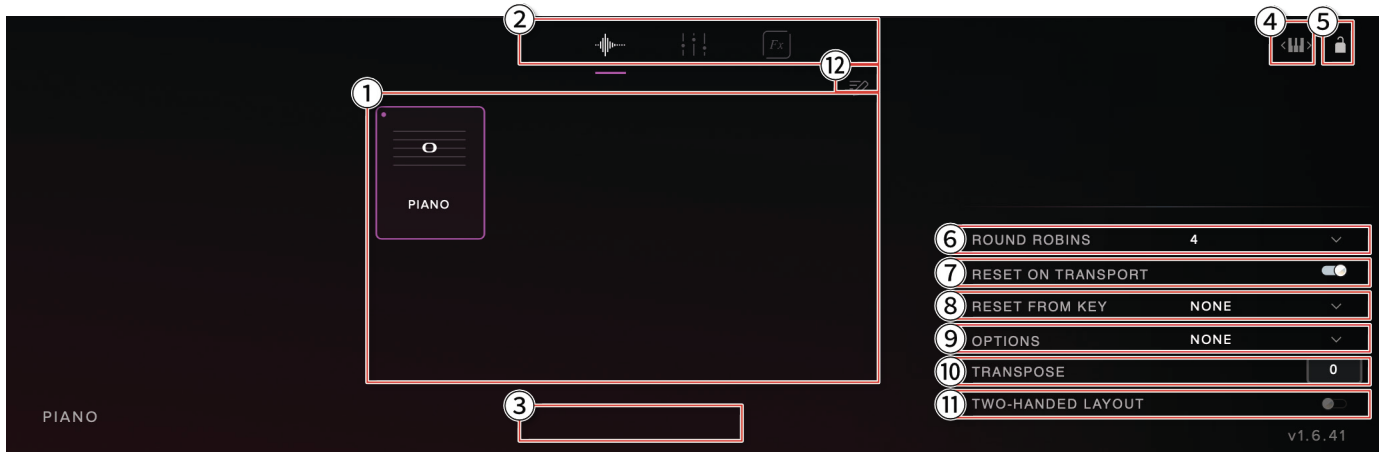 ② ④ ⑤
Fx
⑫
①
PIANO
⑥ ROUND ROBINS 4
⑦ RESET ON TRANSPORT
⑧ RESET FROM KEY NONE
⑨ OPTIONS NONE
⑩ TRANSPOSE 0
③ ⑪ TWO-HANDED LAYOUT
PIANO
v1.6.41